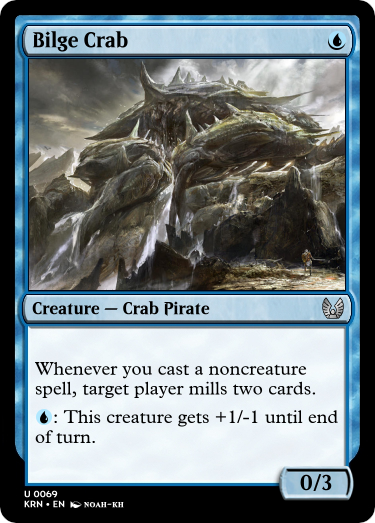 Bilge Crab
Creature — Crab Pirate
Whenever you cast a noncreature
spell, target player mills two cards.
: This creature gets +1/-1 until end
of turn.
0/3
U 0069
KRN • EN NOAH-KH